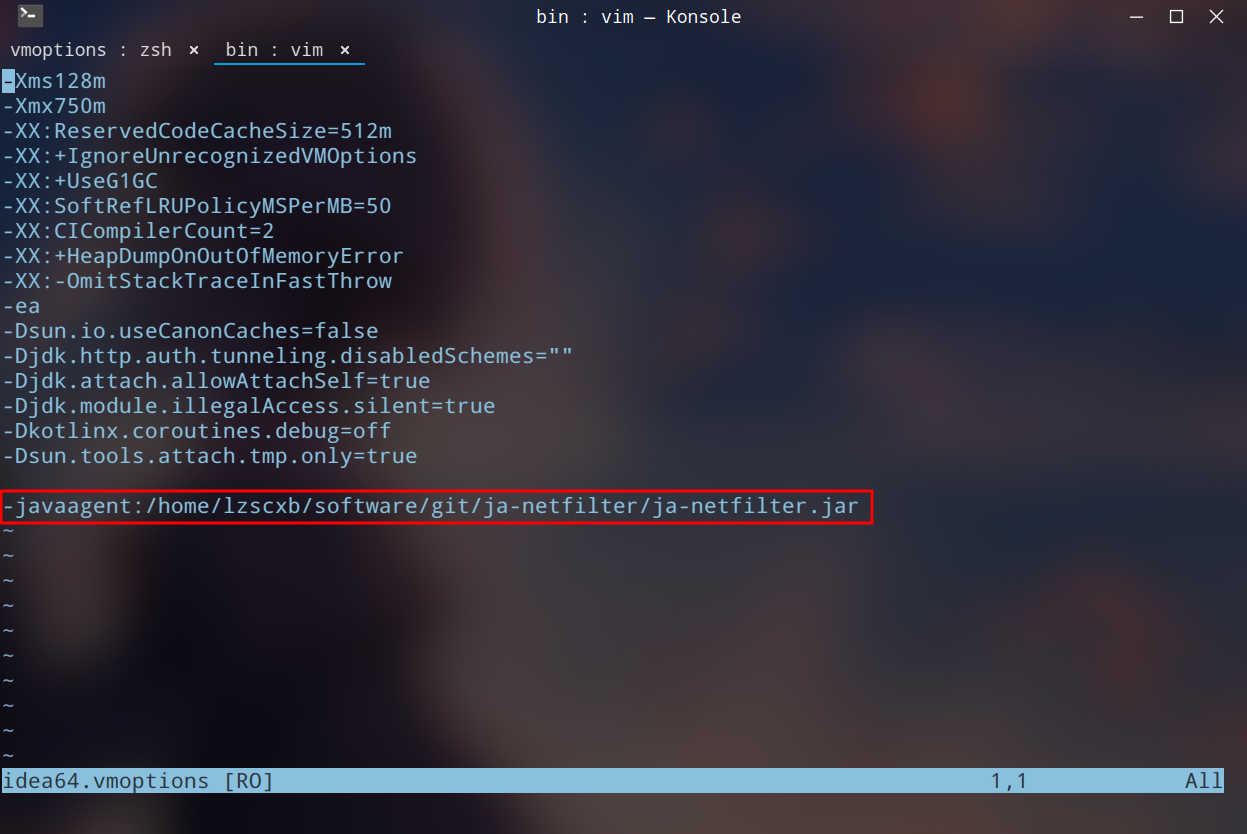 bin : vim — Konsole
vmoptions : zsh × bin : vim ×
-Xms128m
-Xmx750m
-XX:ReservedCodeCacheSize=512m
-XX:+IgnoreUnrecognizedVMOptions
-XX:+UseG1GC
-XX:SoftRefLRUPolicyMSPerMB=50
-XX:CICompilerCount=2
-XX:+HeapDumpOnOutOfMemoryError
-XX:-OmitStackTraceInFastThrow
-ea
-Dsun.io.useCanonCaches=false
-Djdk.http.auth.tunneling.disabledSchemes=""
-Djdk.attach.allowAttachSelf=true
-Djdk.module.illegalAccess.silent=true
-Dkotlinx.coroutines.debug=off
-Dsun.tools.attach.tmp.only=true
-javaagent:/home/lzscxb/software/git/ja-netfilter/ja-netfilter.jar
~
~
~
~
~
~
~
~
~
~
idea64.vmoptions [RO] 1,1 All